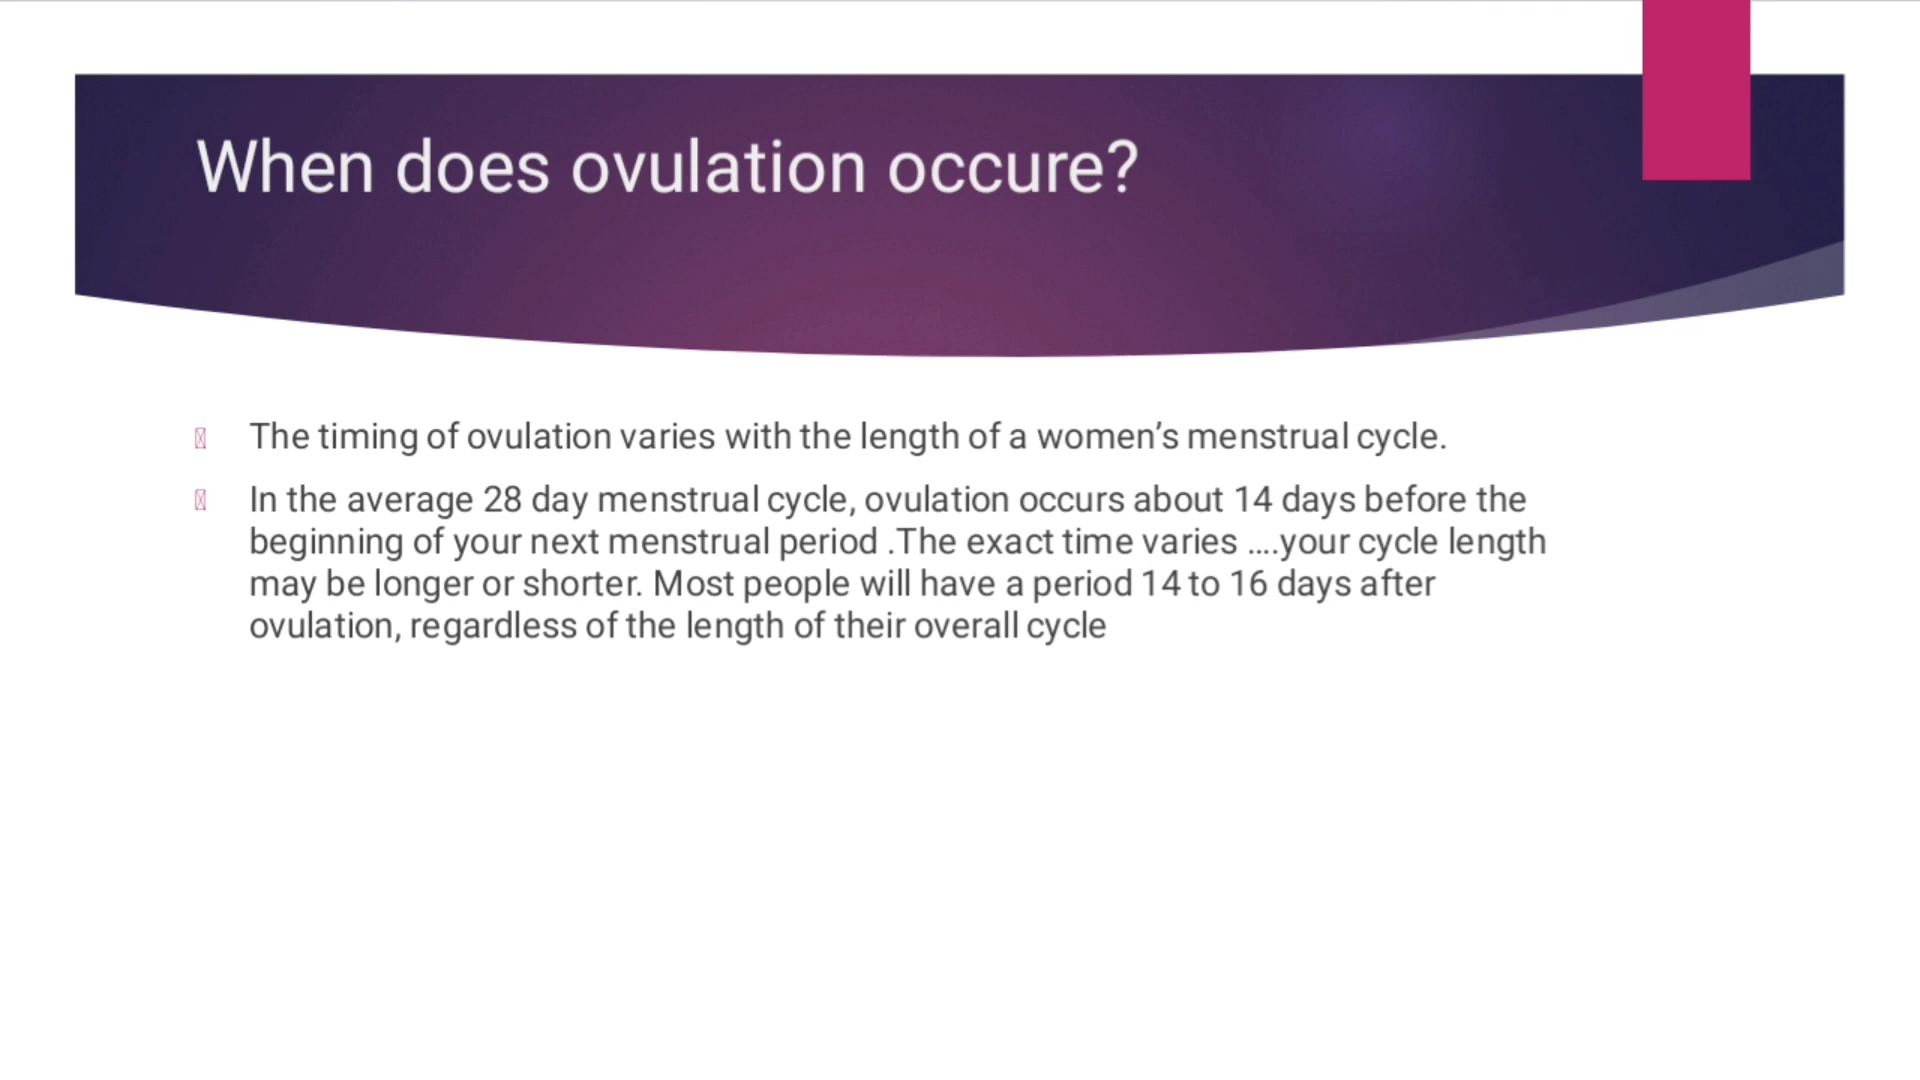 When does ovulation occure?
The timing of ovulation varies with the length of a women’s menstrual cycle.
In the average 28 day menstrual cycle, ovulation occurs about 14 days before the
beginning of your next menstrual period .The exact time varies ....your cycle length
may be longer or shorter. Most people will have a period 14 to 16 days after
ovulation, regardless of the length of their overall cycle